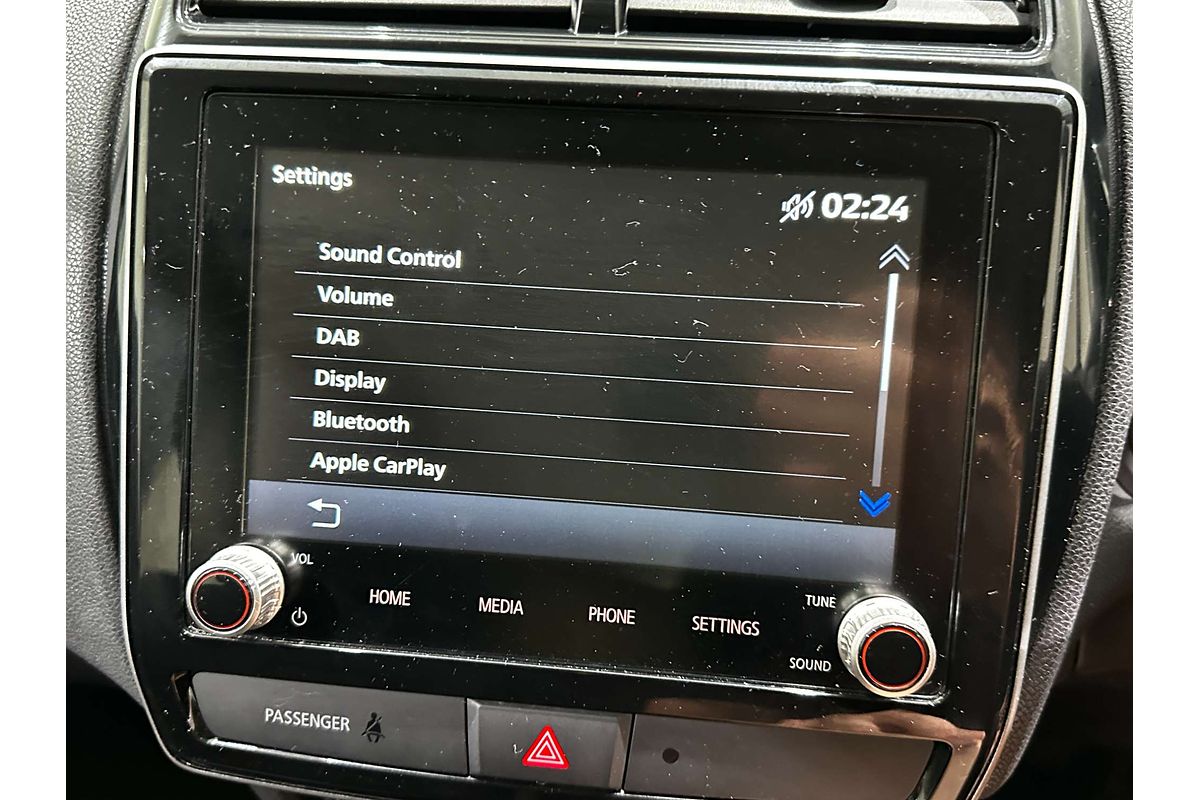 Settings
02:24
Sound Control
Volume
DAB
Display
Bluetooth
Apple CarPlay
VOL
HOME
MEDIA
PHONE
SETTINGS
TUNE
SOUND
PASSENGER